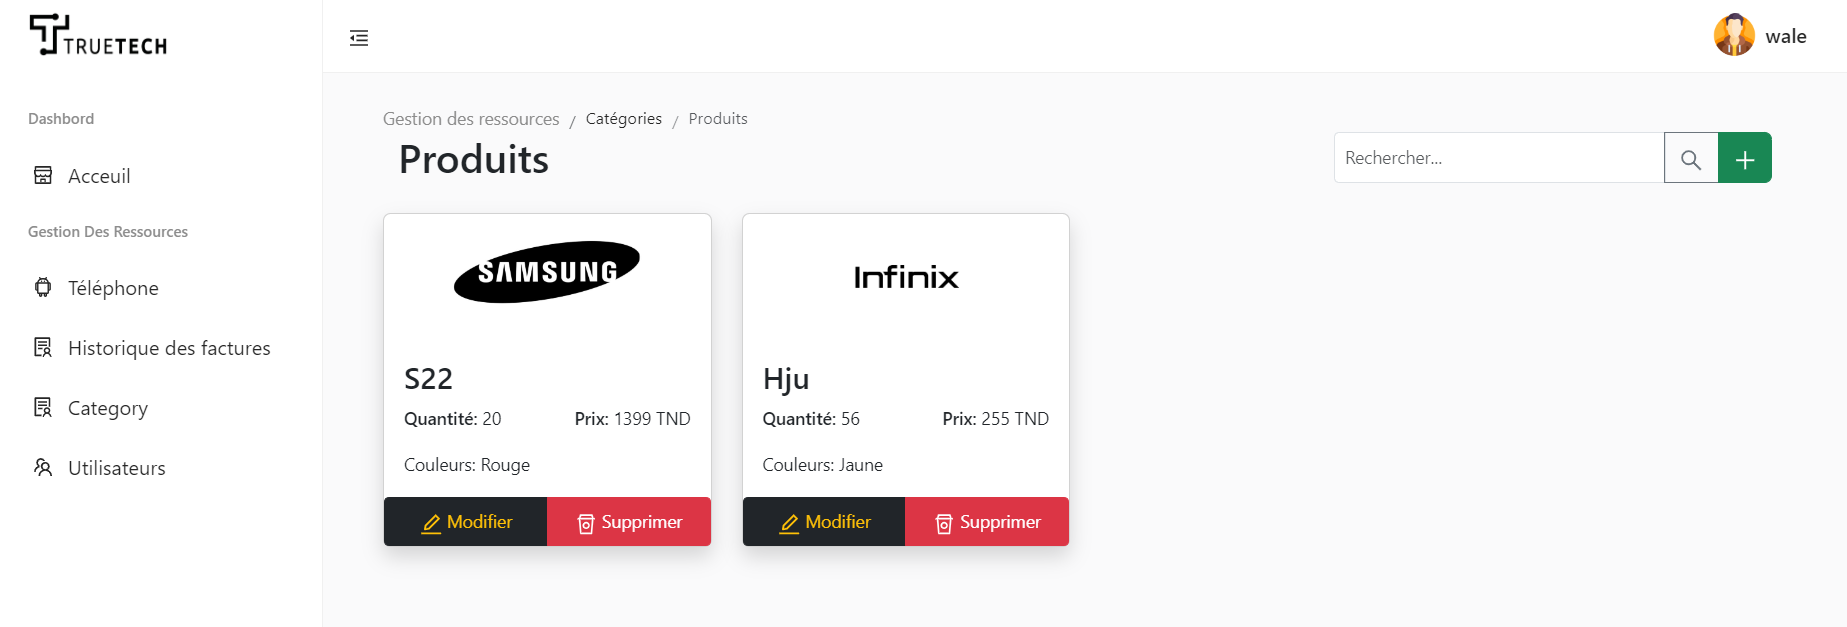 TRUETECH
wale
Dashbord
Acceuil
Gestion Des Ressources
Téléphone
Historique des factures
Category
Utilisateurs
Gestion des ressources / Catégories / Produits
Produits
Rechercher...
SAMSUNG
S22
Quantité: 20 Prix: 1399 TND
Couleurs: Rouge
Modifier Supprimer
Infinix
Hju
Quantité: 56 Prix: 255 TND
Couleurs: Jaune
Modifier Supprimer